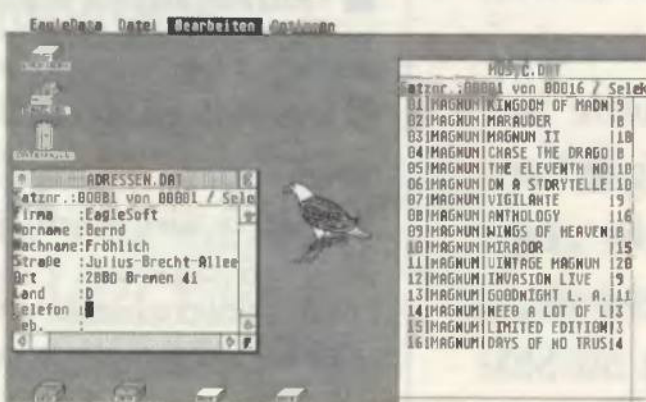 EagleData Datei Bearbeiten Optionen
ADRESSEN.DAT
Satznr.:00001 von 00001 / Sele
Firma :EagleSoft
Vorname :Bernd
Nachname:Fröhlich
Straße :Julius-Brecht-Allee
Ort :2800 Bremen 41
Land :D
Telefon :
Geb. :
MUSIC.DAT
Satznr.:00001 von 00016 / Selek
01|MAGNUM|KINGDOM OF MADN|9
02|MAGNUM|MARAUDER |8
03|MAGNUM|MAGNUM II |10
04|MAGNUM|CHASE THE DRAGO|8
05|MAGNUM|THE ELEVENTH HO|10
06|MAGNUM|ON A STORYTELLE|10
07|MAGNUM|VIGILANTE |9
08|MAGNUM|ANTHOLOGY |16
09|MAGNUM|WINGS OF HEAVEN|8
10|MAGNUM|MIRADOR |15
11|MAGNUM|VINTAGE MAGNUM |20
12|MAGNUM|INVASION LIVE |9
13|MAGNUM|GOODNIGHT L. A.|11
14|MAGNUM|NEED A LOT OF L|3
15|MAGNUM|LIMITED EDITION|3
16|MAGNUM|DAYS OF NO TRUS|4